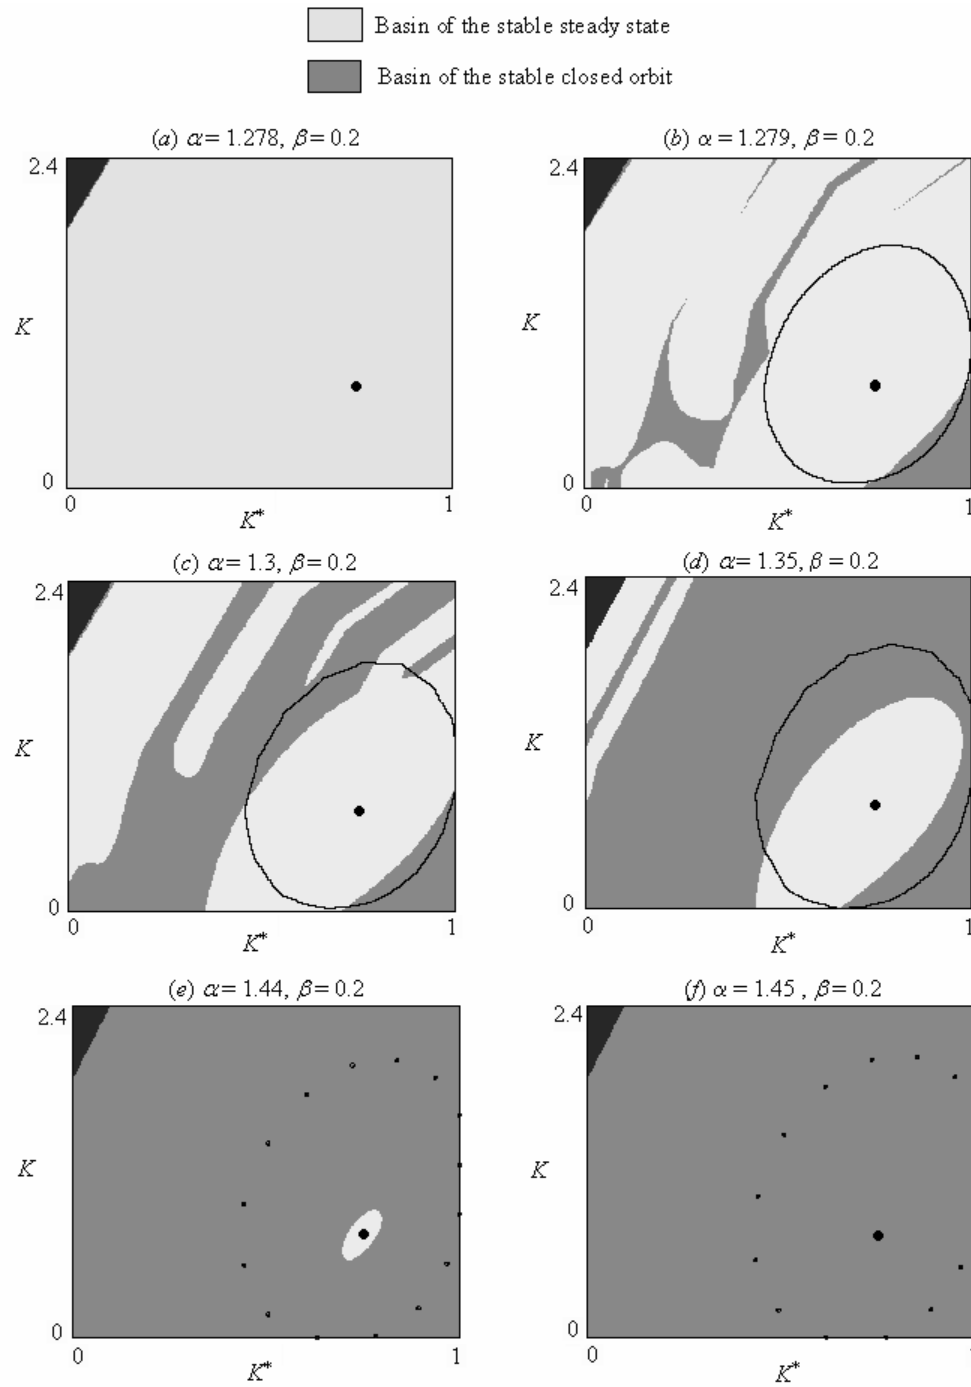 Basin of the stable steady state
Basin of the stable closed orbit
(a) α = 1.278, β = 0.2
(b) α = 1.279, β = 0.2
2.4
2.4
K
K
0
0
0
1
0
1
K*
K*
(c) α = 1.3, β = 0.2
(d) α = 1.35, β = 0.2
2.4
2.4
K
K
0
0
0
1
0
1
K*
K*
(e) α = 1.44, β = 0.2
(f) α = 1.45 , β = 0.2
2.4
2.4
K
K
0
0
0
1
0
1
K*
K*